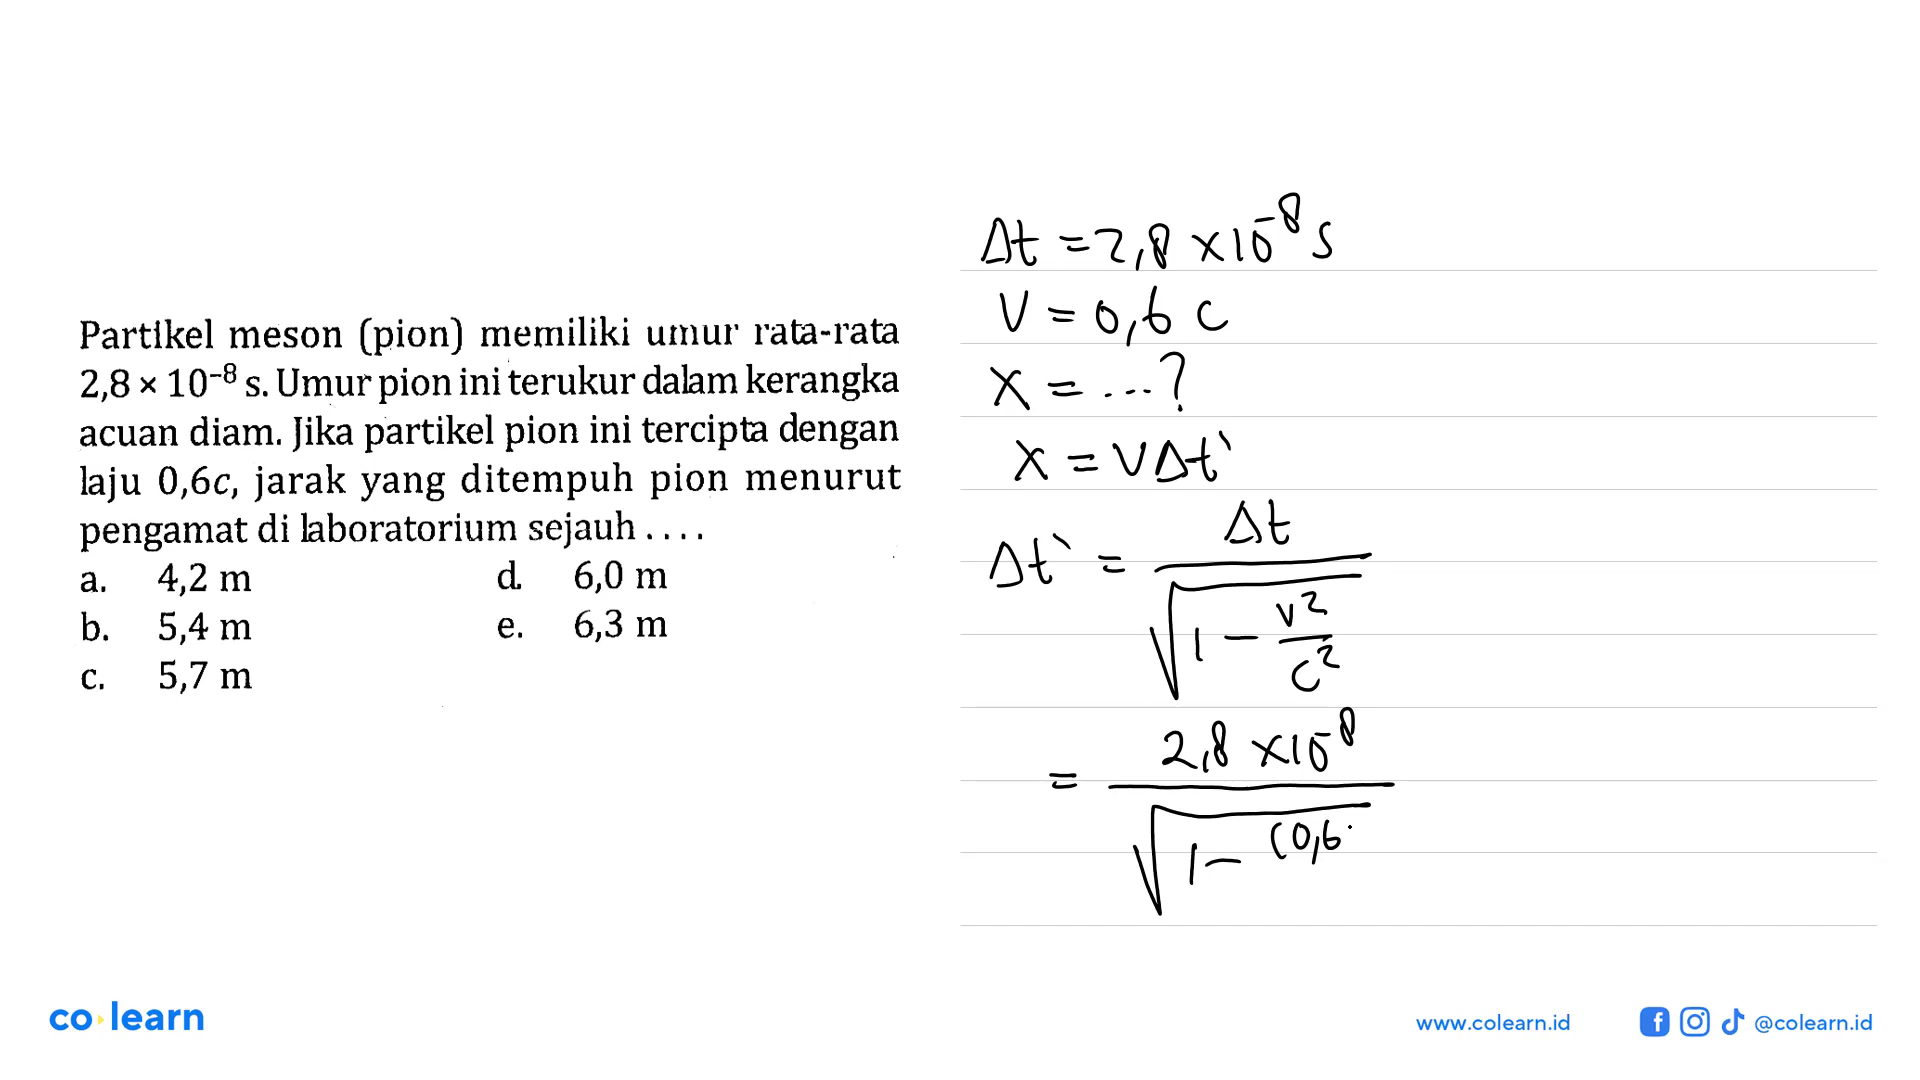 Partikel meson (pion) memiliki umur rata-rata
2,8 × 10⁻⁸ s. Umur pion ini terukur dalam kerangka
acuan diam. Jika partikel pion ini tercipta dengan
laju 0,6c, jarak yang ditempuh pion menurut
pengamat di laboratorium sejauh . . . .
a. 4,2 m d. 6,0 m
b. 5,4 m e. 6,3 m
c. 5,7 m
Δt = 2,8 × 10⁻⁸ s
V = 0,6 c
X = ...?
X = VΔt`
Δt` = Δt / √(1 - v²/c²)
= 2,8 × 10⁻⁸ / √(1 - (0,6
co learn
www.colearn.id @colearn.id